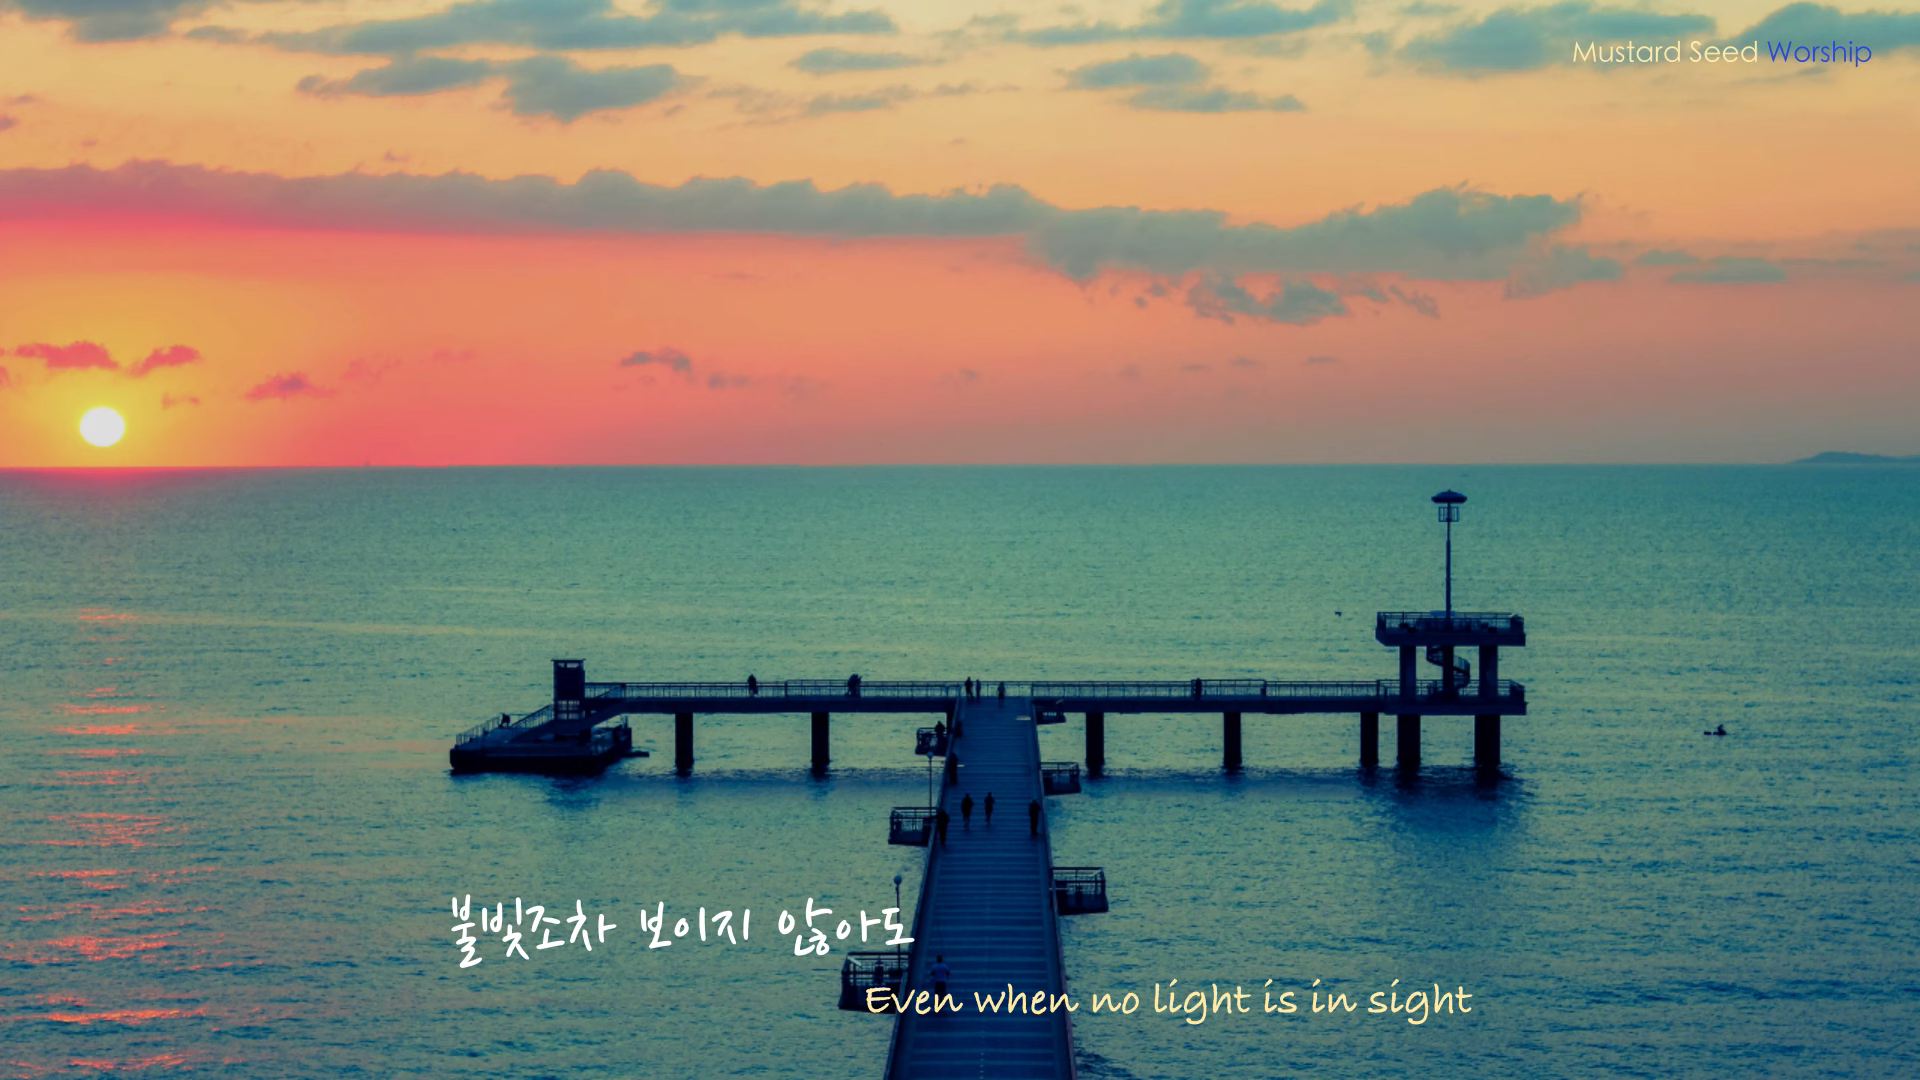 Mustard Seed Worship
불빛조차 보이지 않아도
Even when no light is in sight